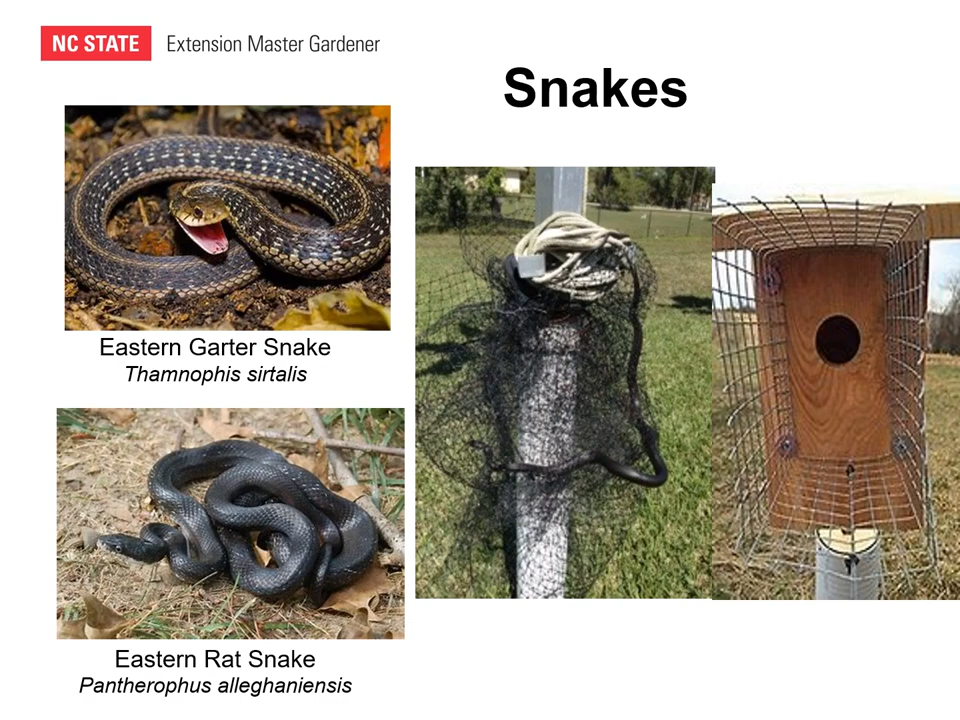 NC STATE Extension Master Gardener
Snakes
Eastern Garter Snake
Thamnophis sirtalis
Eastern Rat Snake
Pantherophus alleghaniensis